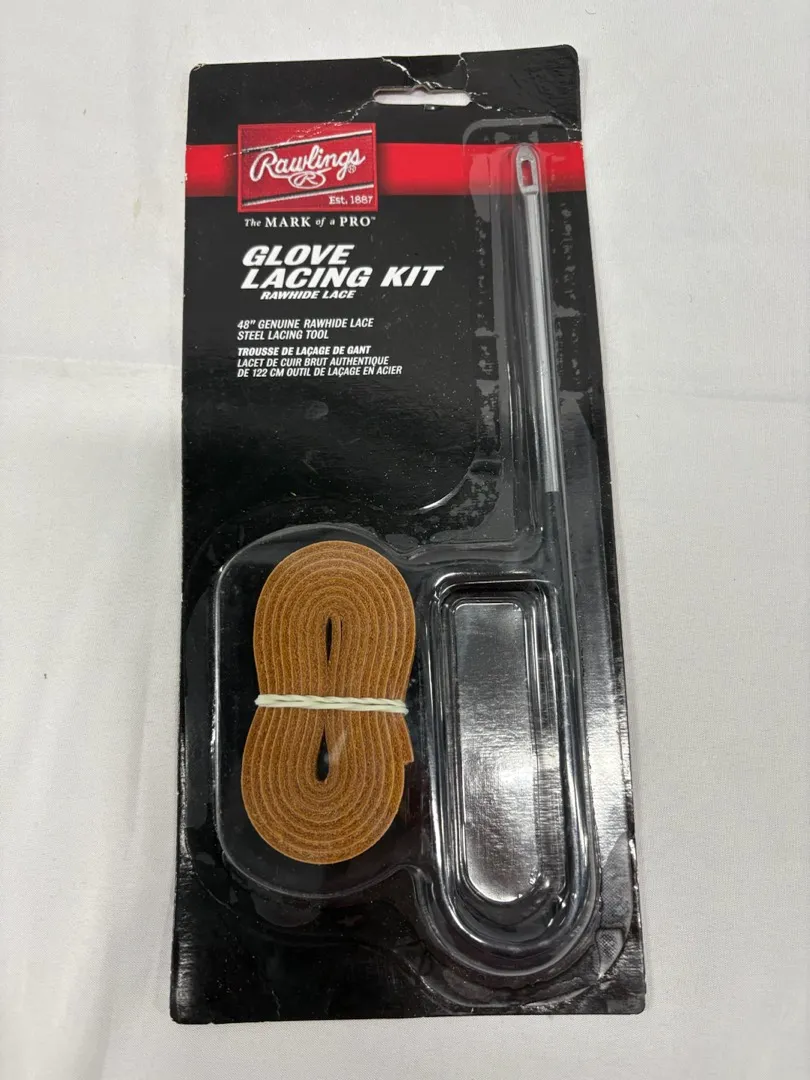 Rawlings®
R
Est. 1887
The MARK of a PRO™
GLOVE
LACING KIT
RAWHIDE LACE
48" GENUINE RAWHIDE LACE
STEEL LACING TOOL
TROUSSE DE LAÇAGE DE GANT
LACET DE CUIR BRUT AUTHENTIQUE
DE 122 CM OUTIL DE LAÇAGE EN ACIER